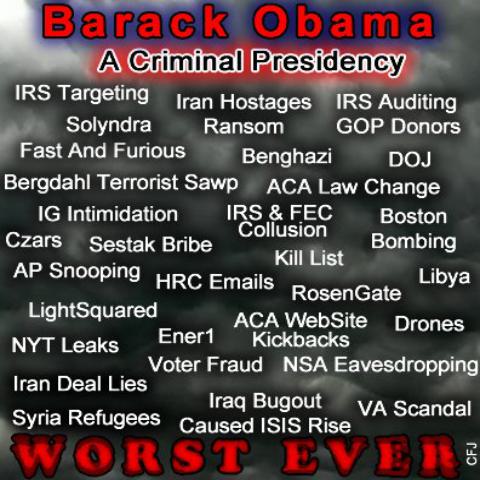 Barack Obama
A Criminal Presidency
IRS Targeting
Iran Hostages
Ransom
IRS Auditing
GOP Donors
Solyndra
Fast And Furious
Benghazi
DOJ
Bergdahl Terrorist Sawp
ACA Law Change
IG Intimidation
IRS & FEC
Collusion
Boston
Bombing
Czars
Sestak Bribe
Kill List
AP Snooping
HRC Emails
Libya
RosenGate
LightSquared
ACA WebSite
Kickbacks
Drones
Ener1
NYT Leaks
Voter Fraud
NSA Eavesdropping
Iran Deal Lies
Iraq Bugout
Caused ISIS Rise
VA Scandal
Syria Refugees
WORST EVER
CFJ